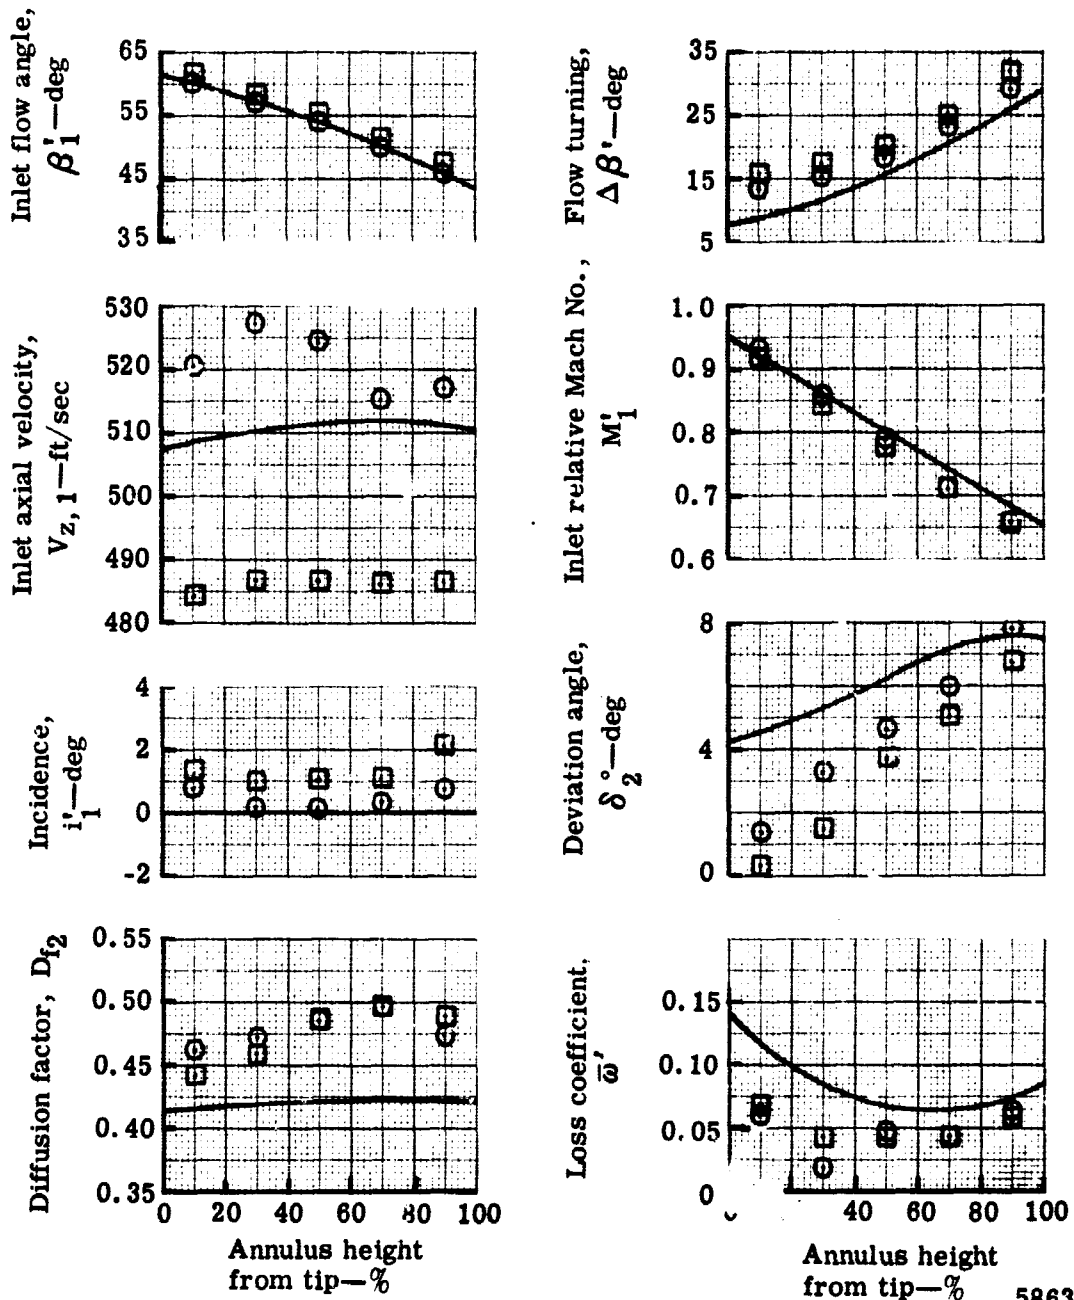 Inlet flow angle,
β'1—deg
65
55
45
35
Flow turning,
Δ β'—deg
35
25
15
5
Inlet axial velocity,
Vz, 1—ft/sec
530
520
510
500
490
480
Inlet relative Mach No.,
M'1
1.0
0.9
0.8
0.7
0.6
Incidence,
i'1—deg
4
2
0
-2
Deviation angle,
δ°2—deg
8
4
0
Diffusion factor, Df2
0.55
0.50
0.45
0.40
0.35
0 20 40 60 80 100
Annulus height
from tip—%
Loss coefficient,
ω̄'
0.15
0.10
0.05
0
40 60 80 100
Annulus height
from tip—%
5863